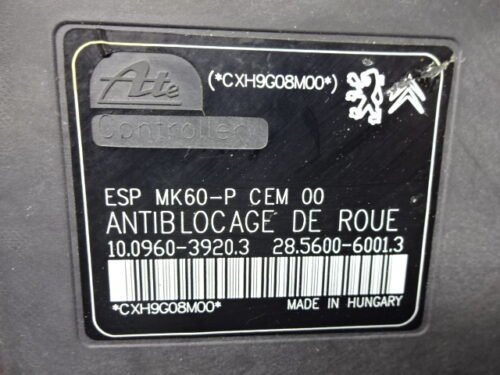 Ate
(*CXH9G08M00*)
Controller
ESP MK60-P CEM 00
ANTIBLOCAGE DE ROUE
10.0960-3920.3 28.5600-6001.3
*CXH9G08M00*
MADE IN HUNGARY